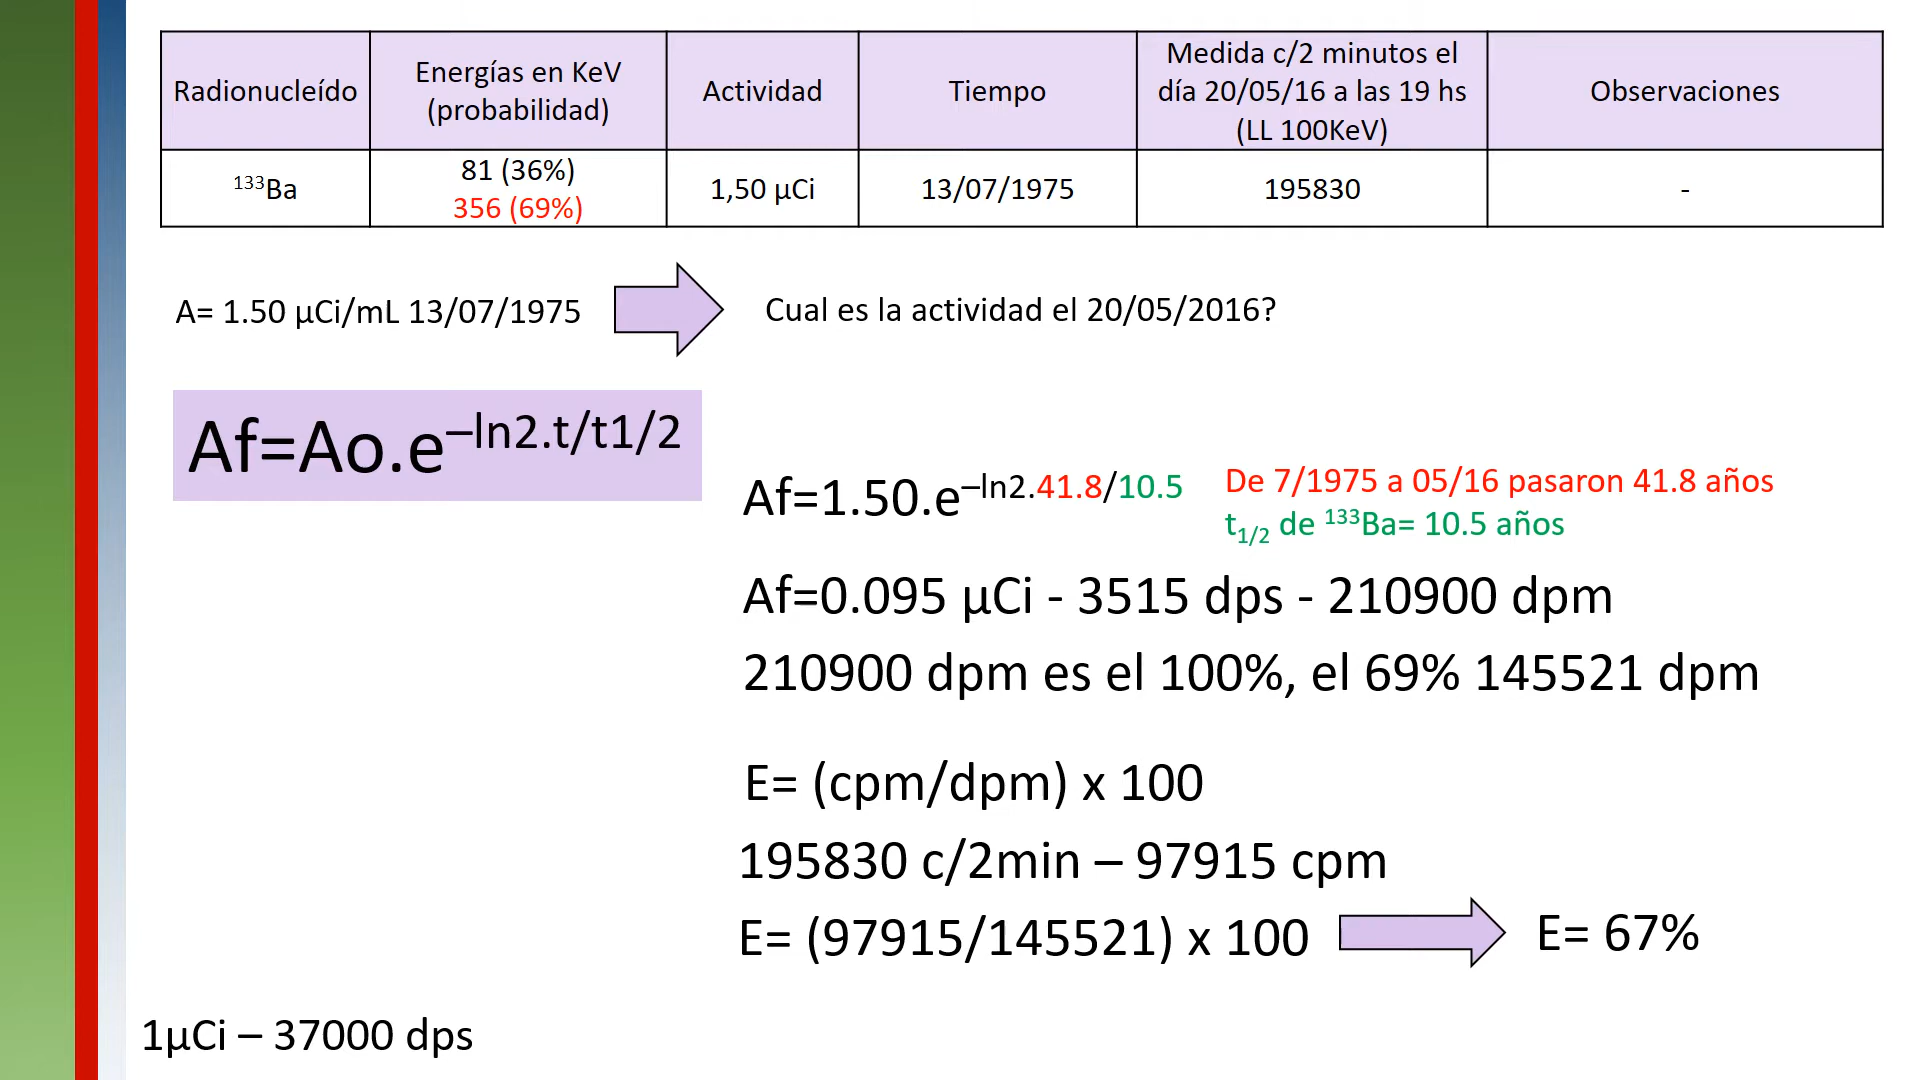 Radionucleído
Energías en KeV
(probabilidad)
Actividad
Tiempo
Medida c/2 minutos el
día 20/05/16 a las 19 hs
(LL 100KeV)
Observaciones
¹³³Ba
81 (36%)
356 (69%)
1,50 µCi
13/07/1975
195830
-
A= 1.50 µCi/mL 13/07/1975
Cual es la actividad el 20/05/2016?
Af=Ao.e^–ln2.t/t1/2
Af=1.50.e^–ln2.41.8/10.5
De 7/1975 a 05/16 pasaron 41.8 años
t₁/₂ de ¹³³Ba= 10.5 años
Af=0.095 µCi - 3515 dps - 210900 dpm
210900 dpm es el 100%, el 69% 145521 dpm
E= (cpm/dpm) x 100
195830 c/2min – 97915 cpm
E= (97915/145521) x 100
E= 67%
1µCi – 37000 dps